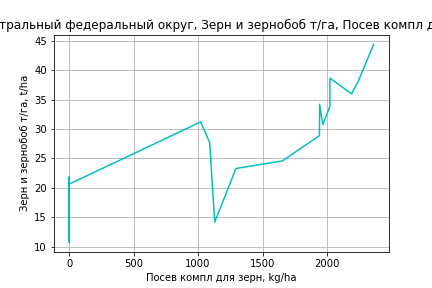 тральный федеральный округ, Зерн и зернобоб т/га, Посев компл д
45
40
35
30
25
20
15
10
Зерн и зернобоб т/га, t/ha
0 500 1000 1500 2000
Посев компл для зерн, kg/ha